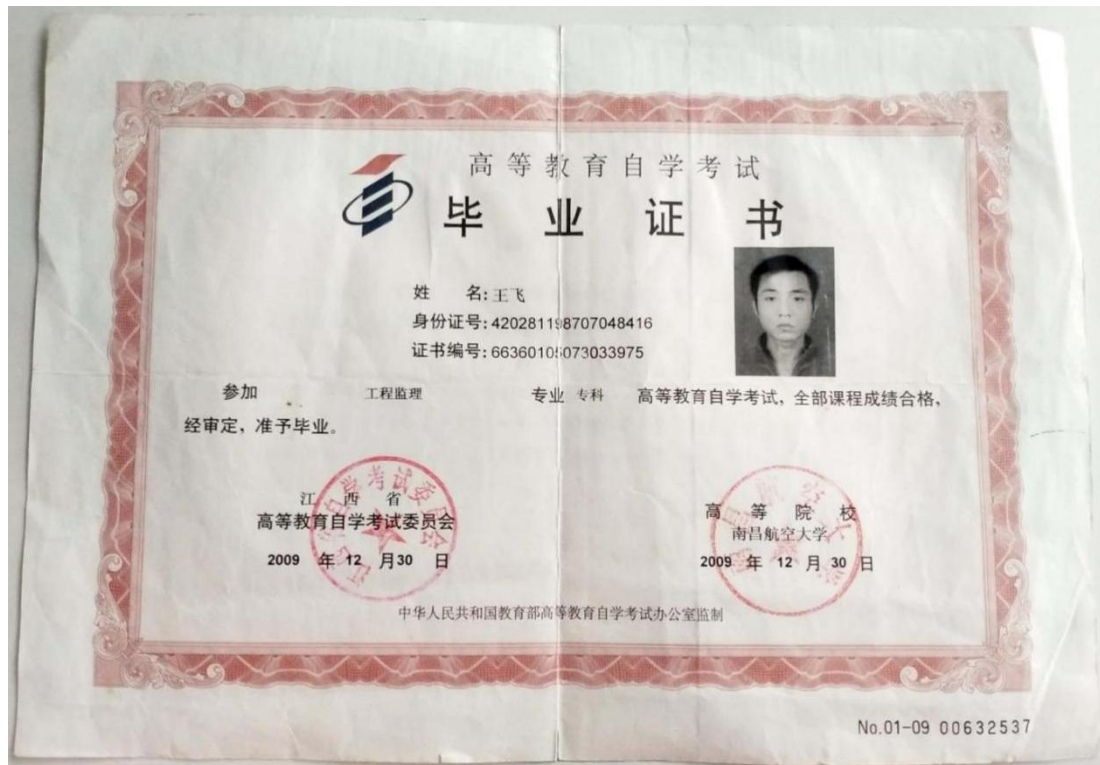 高等教育自学考试
毕业证书
姓 名:王飞
身份证号:420281198707048416
证书编号:66360105073033975
参加 工程监理 专业 专科 高等教育自学考试，全部课程成绩合格，
经审定，准予毕业。
江西省
高等教育自学考试委员会
2009 年 12 月 30 日
高等院校
南昌航空大学
2009 年 12 月 30 日
中华人民共和国教育部高等教育自学考试办公室监制
No.01-09 00632537